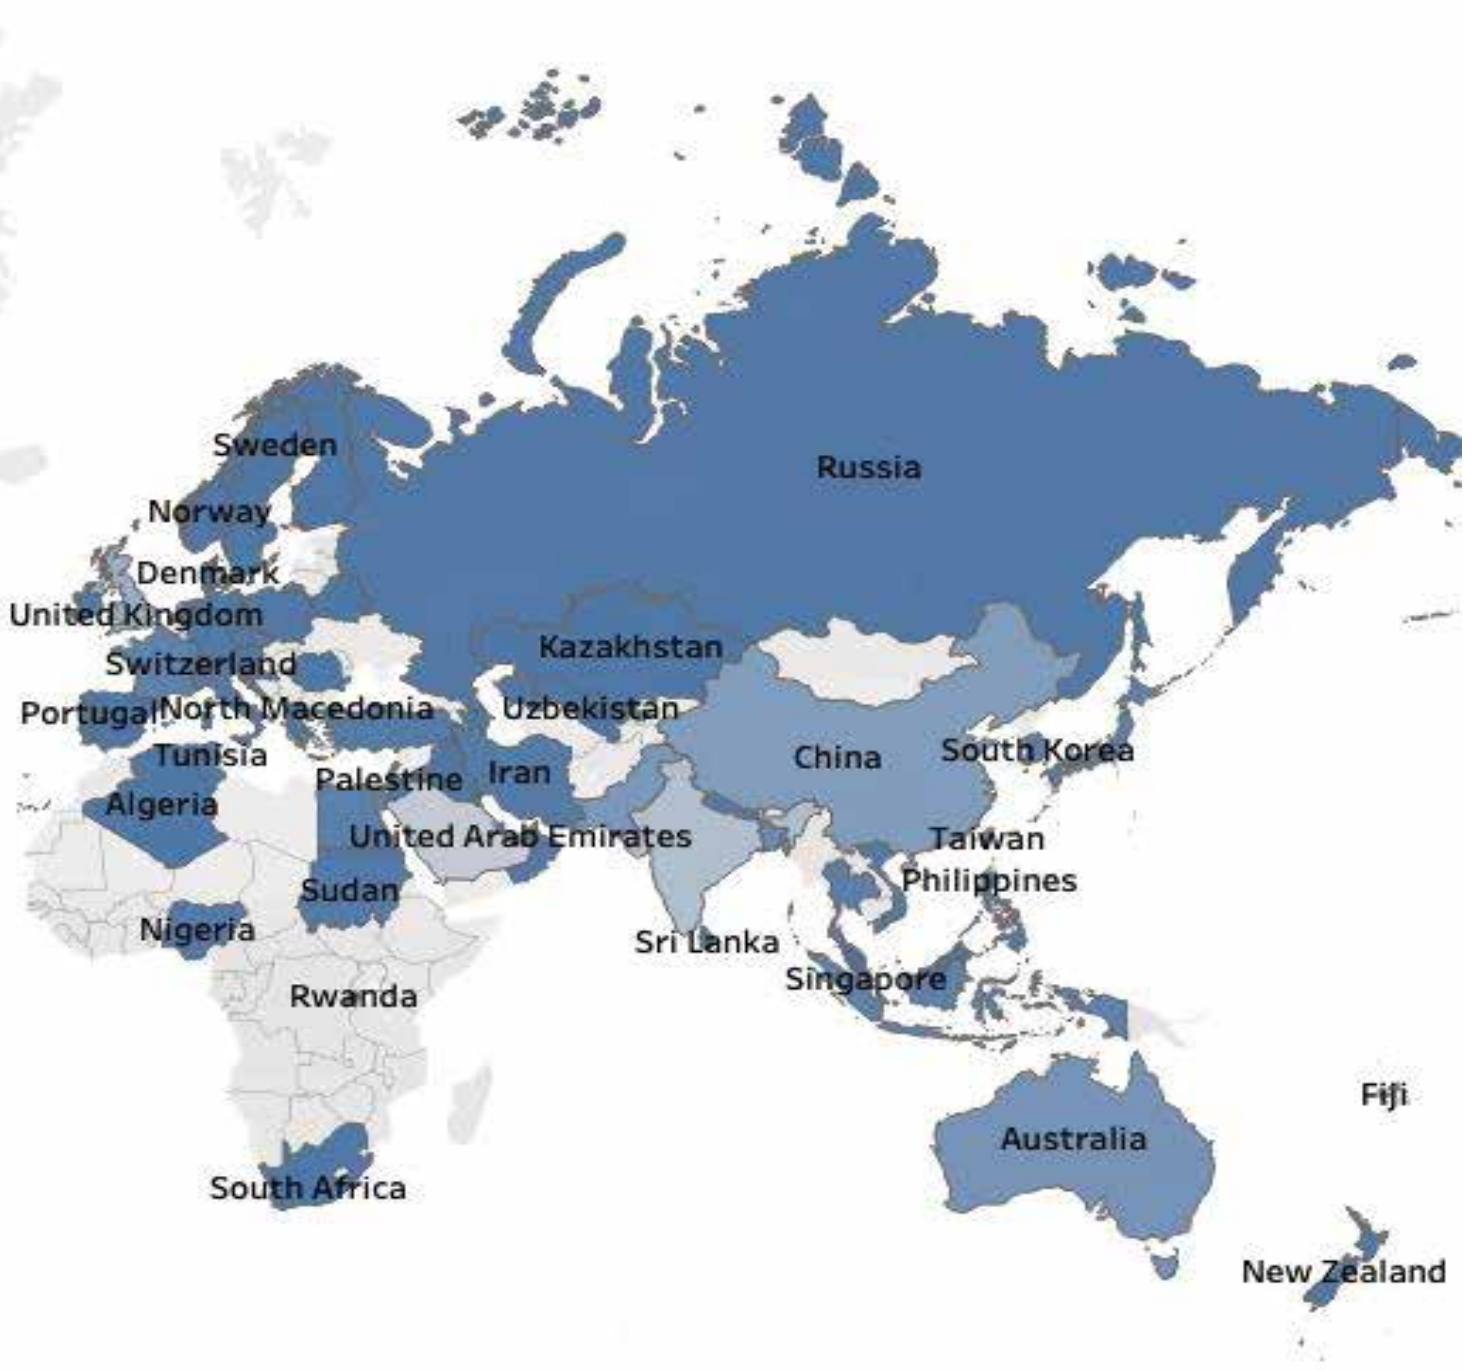 Sweden
Russia
Norway
Denmark
United Kingdom
Kazakhstan
Switzerland
Portugal
North Macedonia
Uzbekistan
Tunisia
China
South Korea
Palestine
Iran
Algeria
United Arab Emirates
Taiwan
Sudan
Philippines
Nigeria
Sri Lanka
Singapore
Rwanda
Fiji
Australia
South Africa
New Zealand